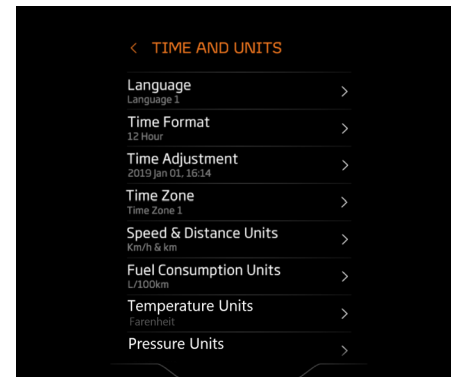 < TIME AND UNITS
Language
Language 1
Time Format
12 Hour
Time Adjustment
2019 Jan 01, 16:14
Time Zone
Time Zone 1
Speed & Distance Units
Km/h & km
Fuel Consumption Units
L/100km
Temperature Units
Farenheit
Pressure Units